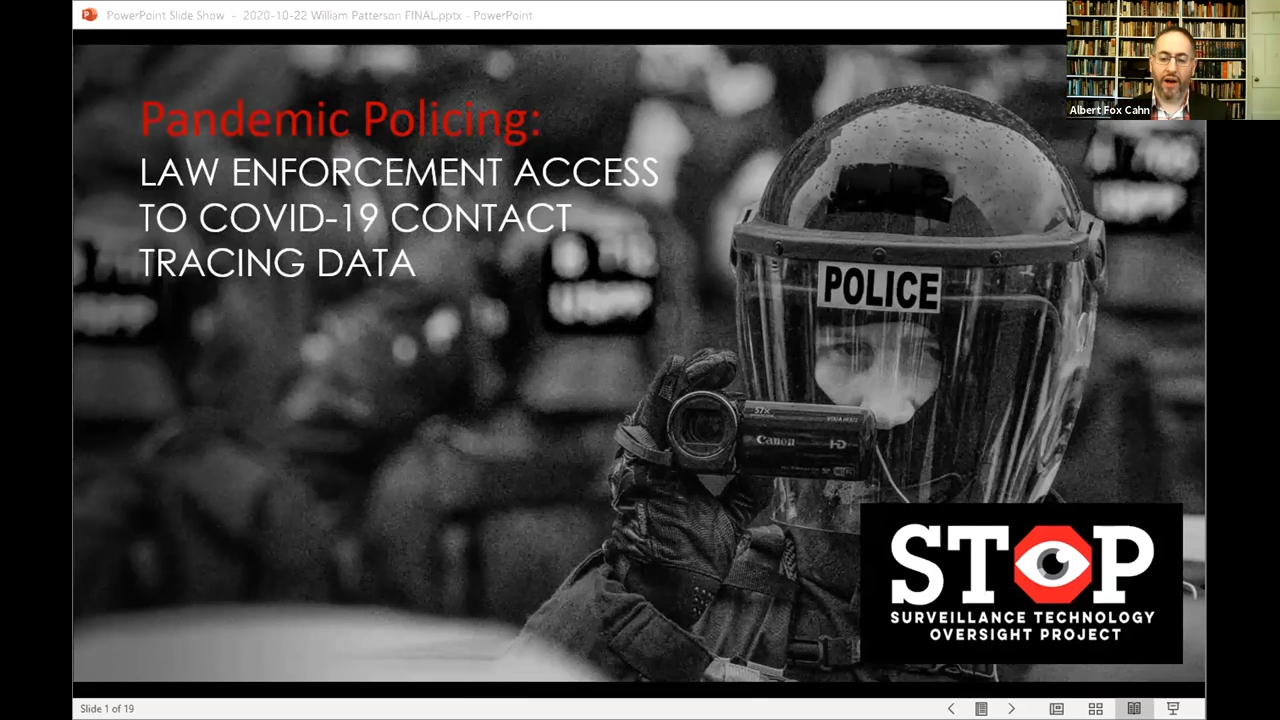 PowerPoint Slide Show - 2020-10-22 William Patterson FINAL.pptx - PowerPoint
Albert Fox Cahn
Pandemic Policing:
LAW ENFORCEMENT ACCESS
TO COVID-19 CONTACT
TRACING DATA
POLICE
57X
Canon
HD
STOP
SURVEILLANCE TECHNOLOGY
OVERSIGHT PROJECT
Slide 1 of 19